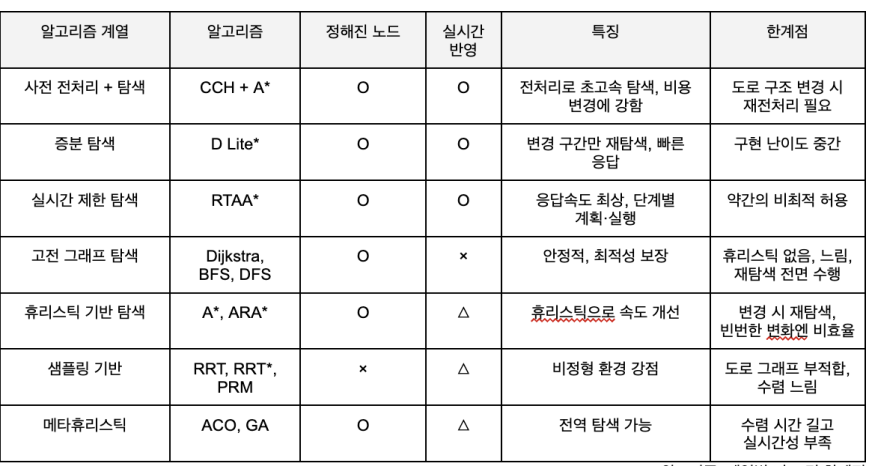 알고리즘 계열 알고리즘 정해진 노드 실시간 반영 특징 한계점
사전 전처리 + 탐색 CCH + A* O O 전처리로 초고속 탐색, 비용 변경에 강함 도로 구조 변경 시 재전처리 필요
증분 탐색 D Lite* O O 변경 구간만 재탐색, 빠른 응답 구현 난이도 중간
실시간 제한 탐색 RTAA* O O 응답속도 최상, 단계별 계획·실행 약간의 비최적 허용
고전 그래프 탐색 Dijkstra, BFS, DFS O × 안정적, 최적성 보장 휴리스틱 없음, 느림, 재탐색 전면 수행
휴리스틱 기반 탐색 A*, ARA* O △ 휴리스틱으로 속도 개선 변경 시 재탐색, 빈번한 변화엔 비효율
샘플링 기반 RRT, RRT*, PRM × △ 비정형 환경 강점 도로 그래프 부적합, 수렴 느림
메타휴리스틱 ACO, GA O △ 전역 탐색 가능 수렴 시간 길고 실시간성 부족